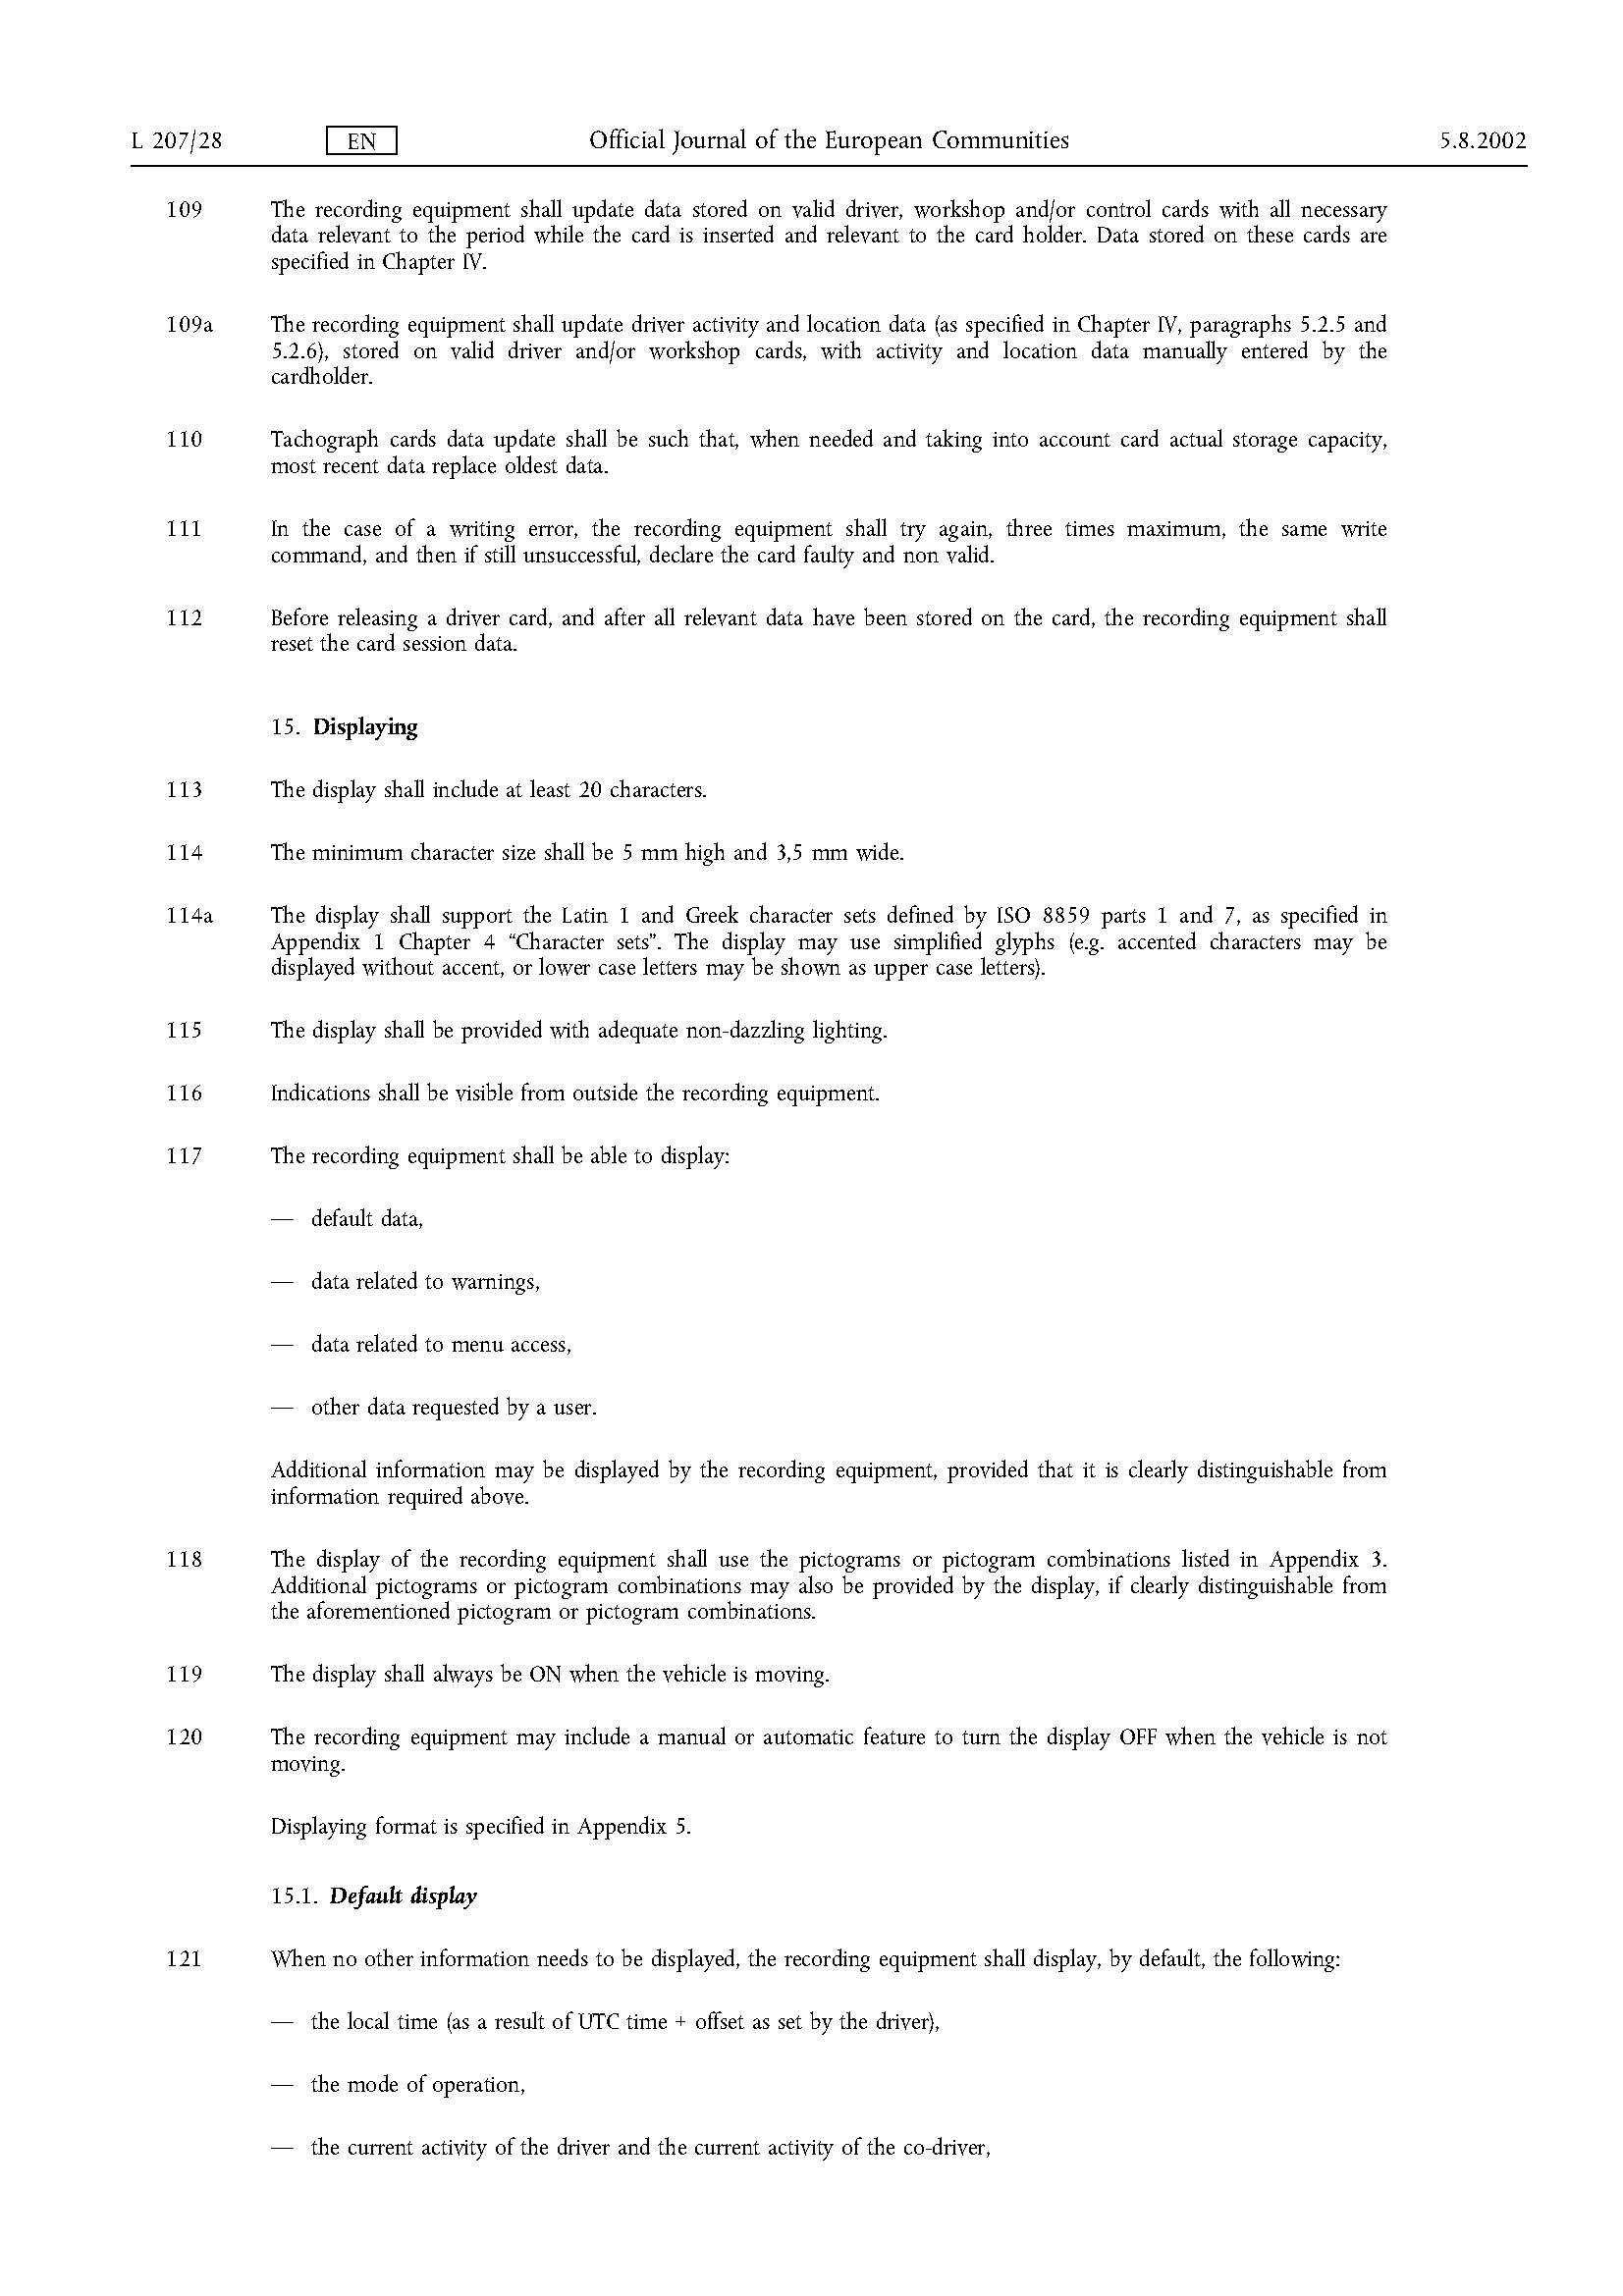 L 207/28 EN Official Journal of the European Communities 5.8.2002
109 The recording equipment shall update data stored on valid driver, workshop and/or control cards with all necessary
data relevant to the period while the card is inserted and relevant to the card holder. Data stored on these cards are
specified in Chapter IV.
109a The recording equipment shall update driver activity and location data (as specified in Chapter IV, paragraphs 5.2.5 and
5.2.6), stored on valid driver and/or workshop cards, with activity and location data manually entered by the
cardholder.
110 Tachograph cards data update shall be such that, when needed and taking into account card actual storage capacity,
most recent data replace oldest data.
111 In the case of a writing error, the recording equipment shall try again, three times maximum, the same write
command, and then if still unsuccessful, declare the card faulty and non valid.
112 Before releasing a driver card, and after all relevant data have been stored on the card, the recording equipment shall
reset the card session data.
15. Displaying
113 The display shall include at least 20 characters.
114 The minimum character size shall be 5 mm high and 3,5 mm wide.
114a The display shall support the Latin 1 and Greek character sets defined by ISO 8859 parts 1 and 7, as specified in
Appendix 1 Chapter 4 “Character sets”. The display may use simplified glyphs (e.g. accented characters may be
displayed without accent, or lower case letters may be shown as upper case letters).
115 The display shall be provided with adequate non-dazzling lighting.
116 Indications shall be visible from outside the recording equipment.
117 The recording equipment shall be able to display:
— default data,
— data related to warnings,
— data related to menu access,
— other data requested by a user.
Additional information may be displayed by the recording equipment, provided that it is clearly distinguishable from
information required above.
118 The display of the recording equipment shall use the pictograms or pictogram combinations listed in Appendix 3.
Additional pictograms or pictogram combinations may also be provided by the display, if clearly distinguishable from
the aforementioned pictogram or pictogram combinations.
119 The display shall always be ON when the vehicle is moving.
120 The recording equipment may include a manual or automatic feature to turn the display OFF when the vehicle is not
moving.
Displaying format is specified in Appendix 5.
15.1. Default display
121 When no other information needs to be displayed, the recording equipment shall display, by default, the following:
— the local time (as a result of UTC time + offset as set by the driver),
— the mode of operation,
— the current activity of the driver and the current activity of the co-driver,